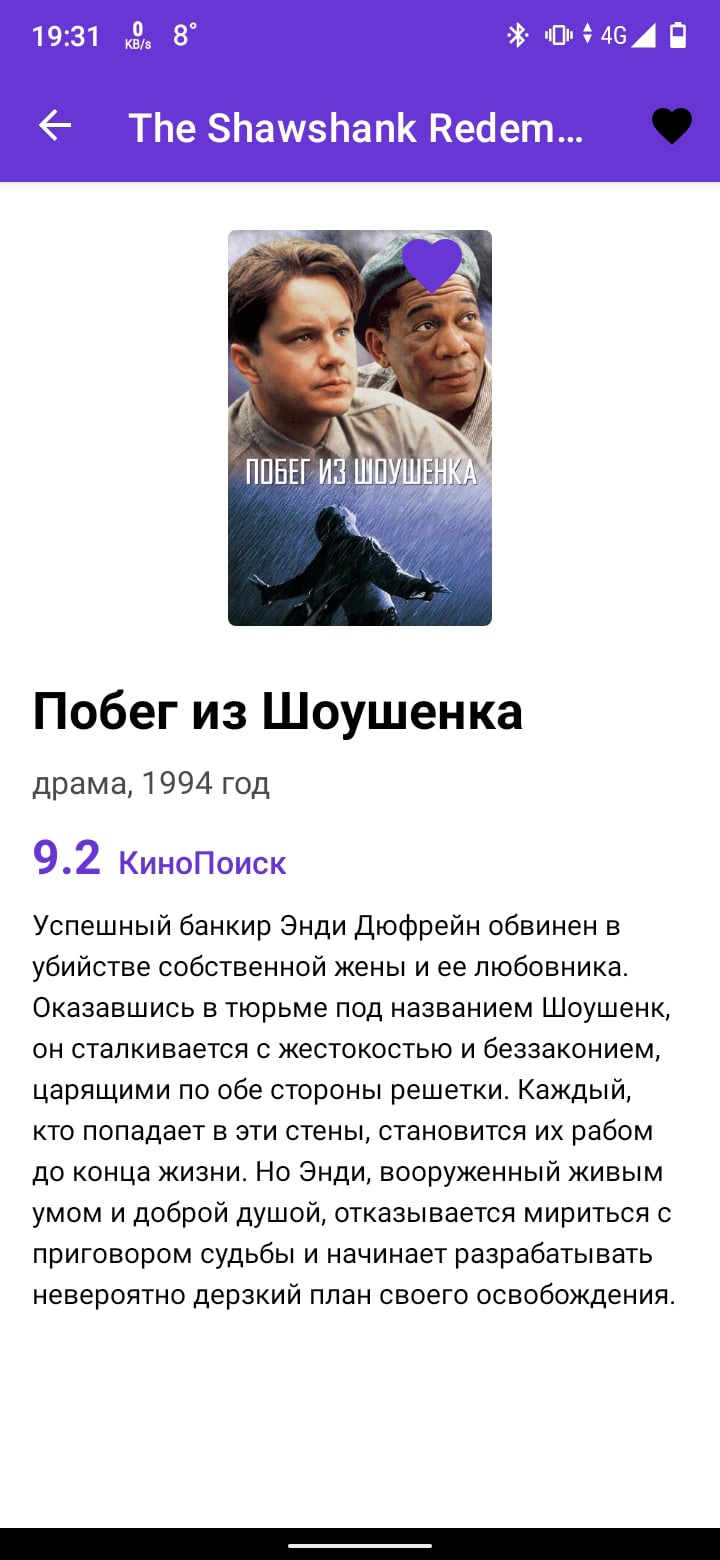 19:31 0 KB/s 8° 4G
The Shawshank Redem...
ПОБЕГ ИЗ ШОУШЕНКА
Побег из Шоушенка
драма, 1994 год
9.2 КиноПоиск
Успешный банкир Энди Дюфрейн обвинен в
убийстве собственной жены и ее любовника.
Оказавшись в тюрьме под названием Шоушенк,
он сталкивается с жестокостью и беззаконием,
царящими по обе стороны решетки. Каждый,
кто попадает в эти стены, становится их рабом
до конца жизни. Но Энди, вооруженный живым
умом и доброй душой, отказывается мириться с
приговором судьбы и начинает разрабатывать
невероятно дерзкий план своего освобождения.